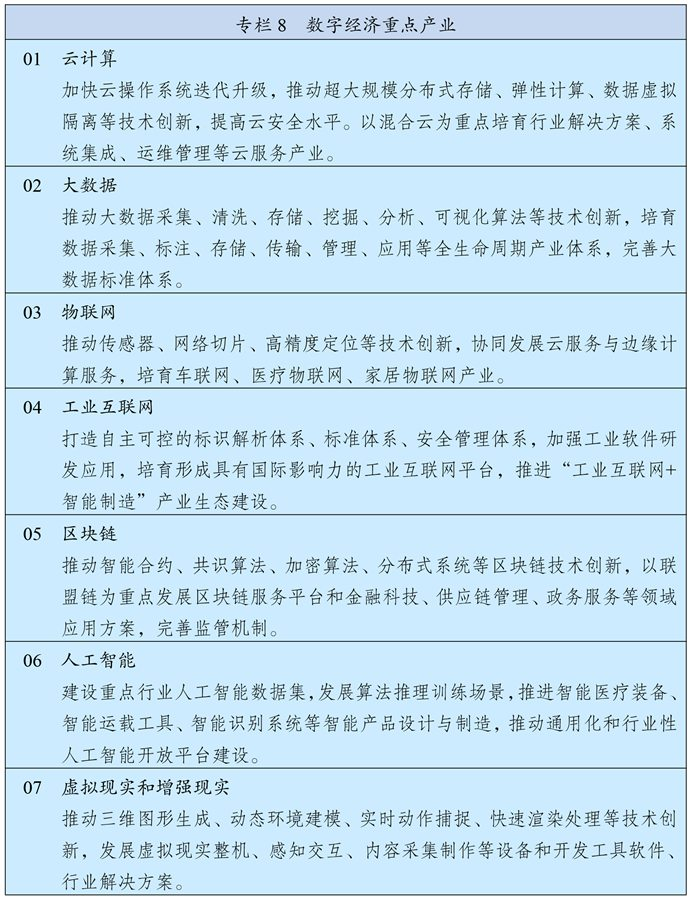 专栏 8 数字经济重点产业
01 云计算
加快云操作系统迭代升级，推动超大规模分布式存储、弹性计算、数据虚拟
隔离等技术创新，提高云安全水平。以混合云为重点培育行业解决方案、系
统集成、运维管理等云服务产业。
02 大数据
推动大数据采集、清洗、存储、挖掘、分析、可视化算法等技术创新，培育
数据采集、标注、存储、传输、管理、应用等全生命周期产业体系，完善大
数据标准体系。
03 物联网
推动传感器、网络切片、高精度定位等技术创新，协同发展云服务与边缘计
算服务，培育车联网、医疗物联网、家居物联网产业。
04 工业互联网
打造自主可控的标识解析体系、标准体系、安全管理体系，加强工业软件研
发应用，培育形成具有国际影响力的工业互联网平台，推进“工业互联网+
智能制造”产业生态建设。
05 区块链
推动智能合约、共识算法、加密算法、分布式系统等区块链技术创新，以联
盟链为重点发展区块链服务平台和金融科技、供应链管理、政务服务等领域
应用方案，完善监管机制。
06 人工智能
建设重点行业人工智能数据集，发展算法推理训练场景，推进智能医疗装备、
智能运载工具、智能识别系统等智能产品设计与制造，推动通用化和行业性
人工智能开放平台建设。
07 虚拟现实和增强现实
推动三维图形生成、动态环境建模、实时动作捕捉、快速渲染处理等技术创
新，发展虚拟现实整机、感知交互、内容采集制作等设备和开发工具软件、
行业解决方案。